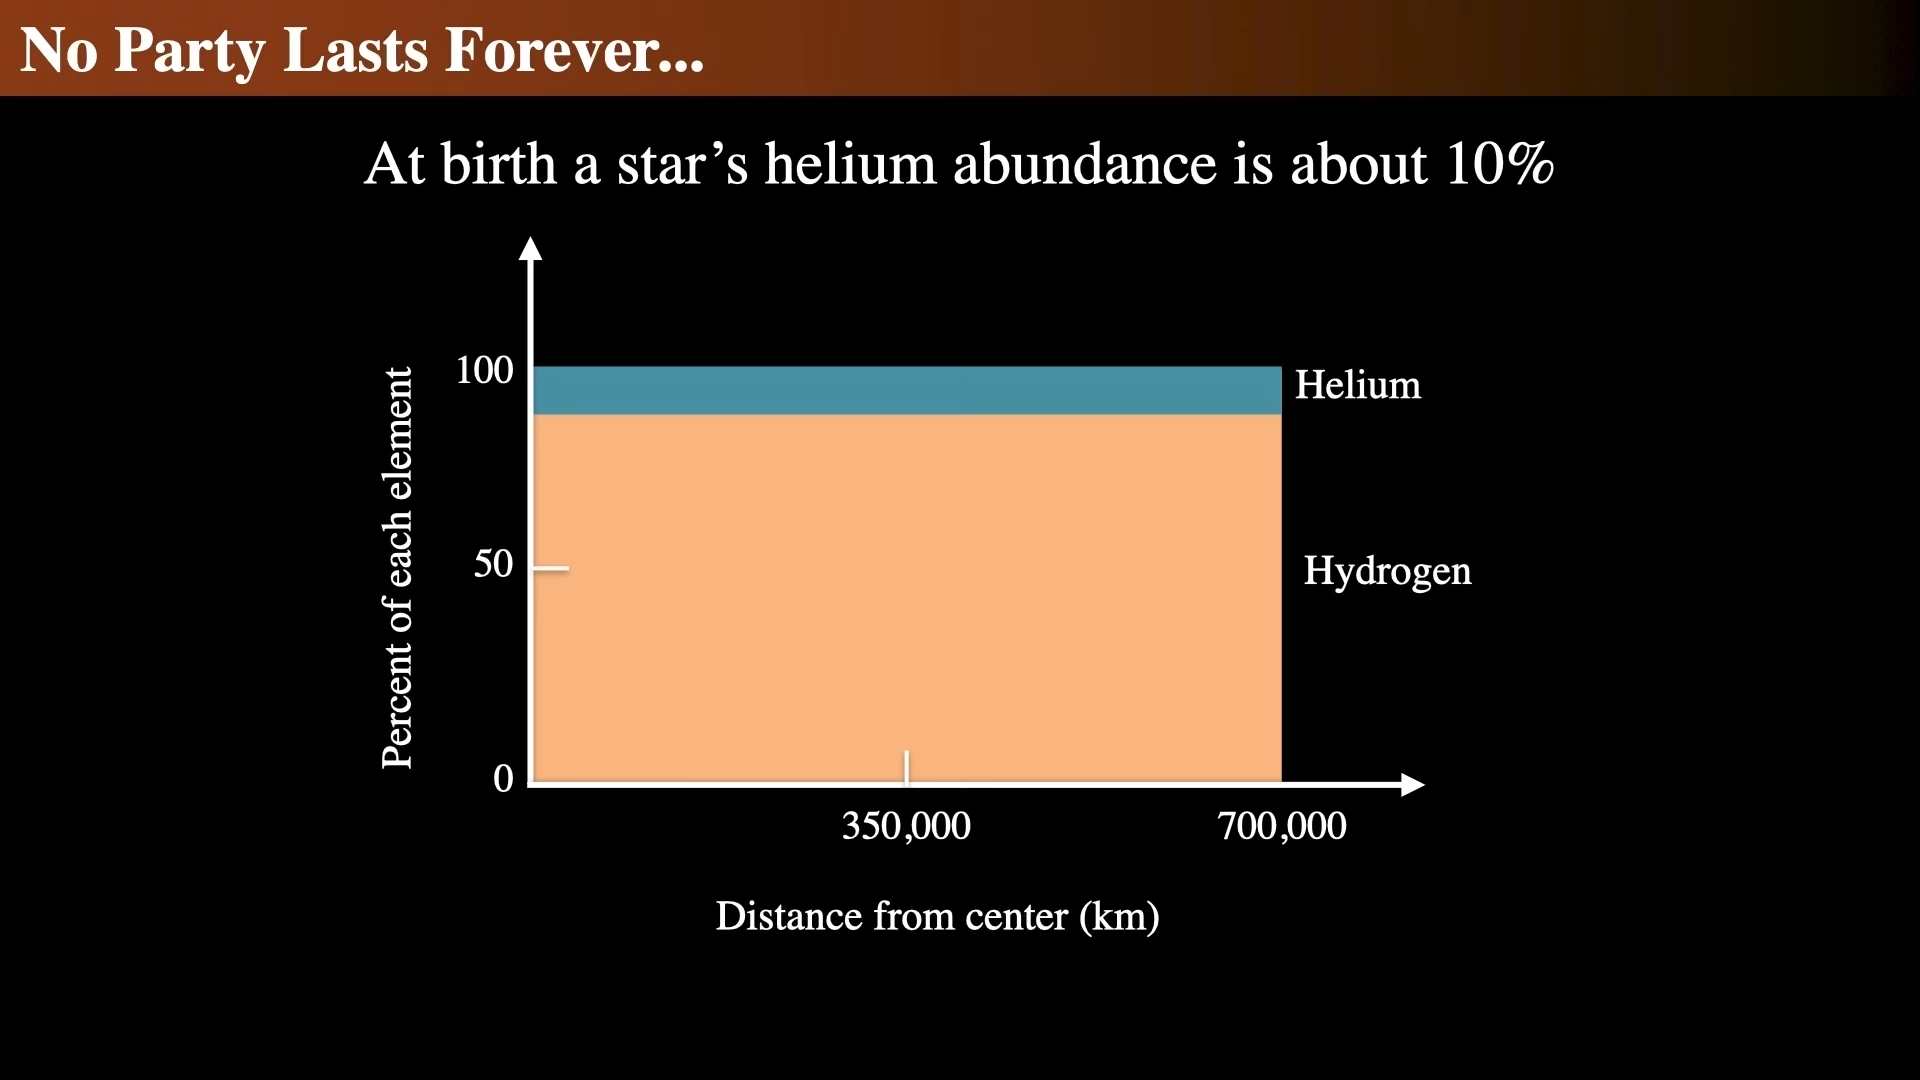 No Party Lasts Forever...
At birth a star’s helium abundance is about 10%
100
Helium
Percent of each element
50
Hydrogen
0
350,000
700,000
Distance from center (km)